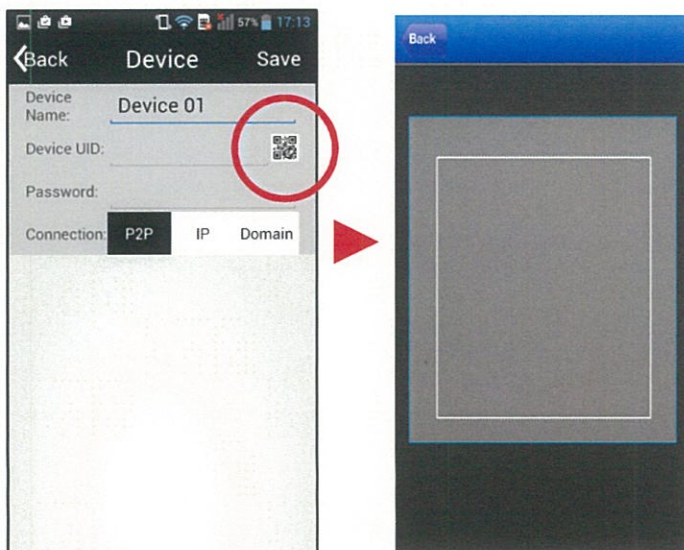 57% 17:13
Back Device Save
Device
Name: Device 01
Device UID:
Password:
Connection: P2P IP Domain
Back